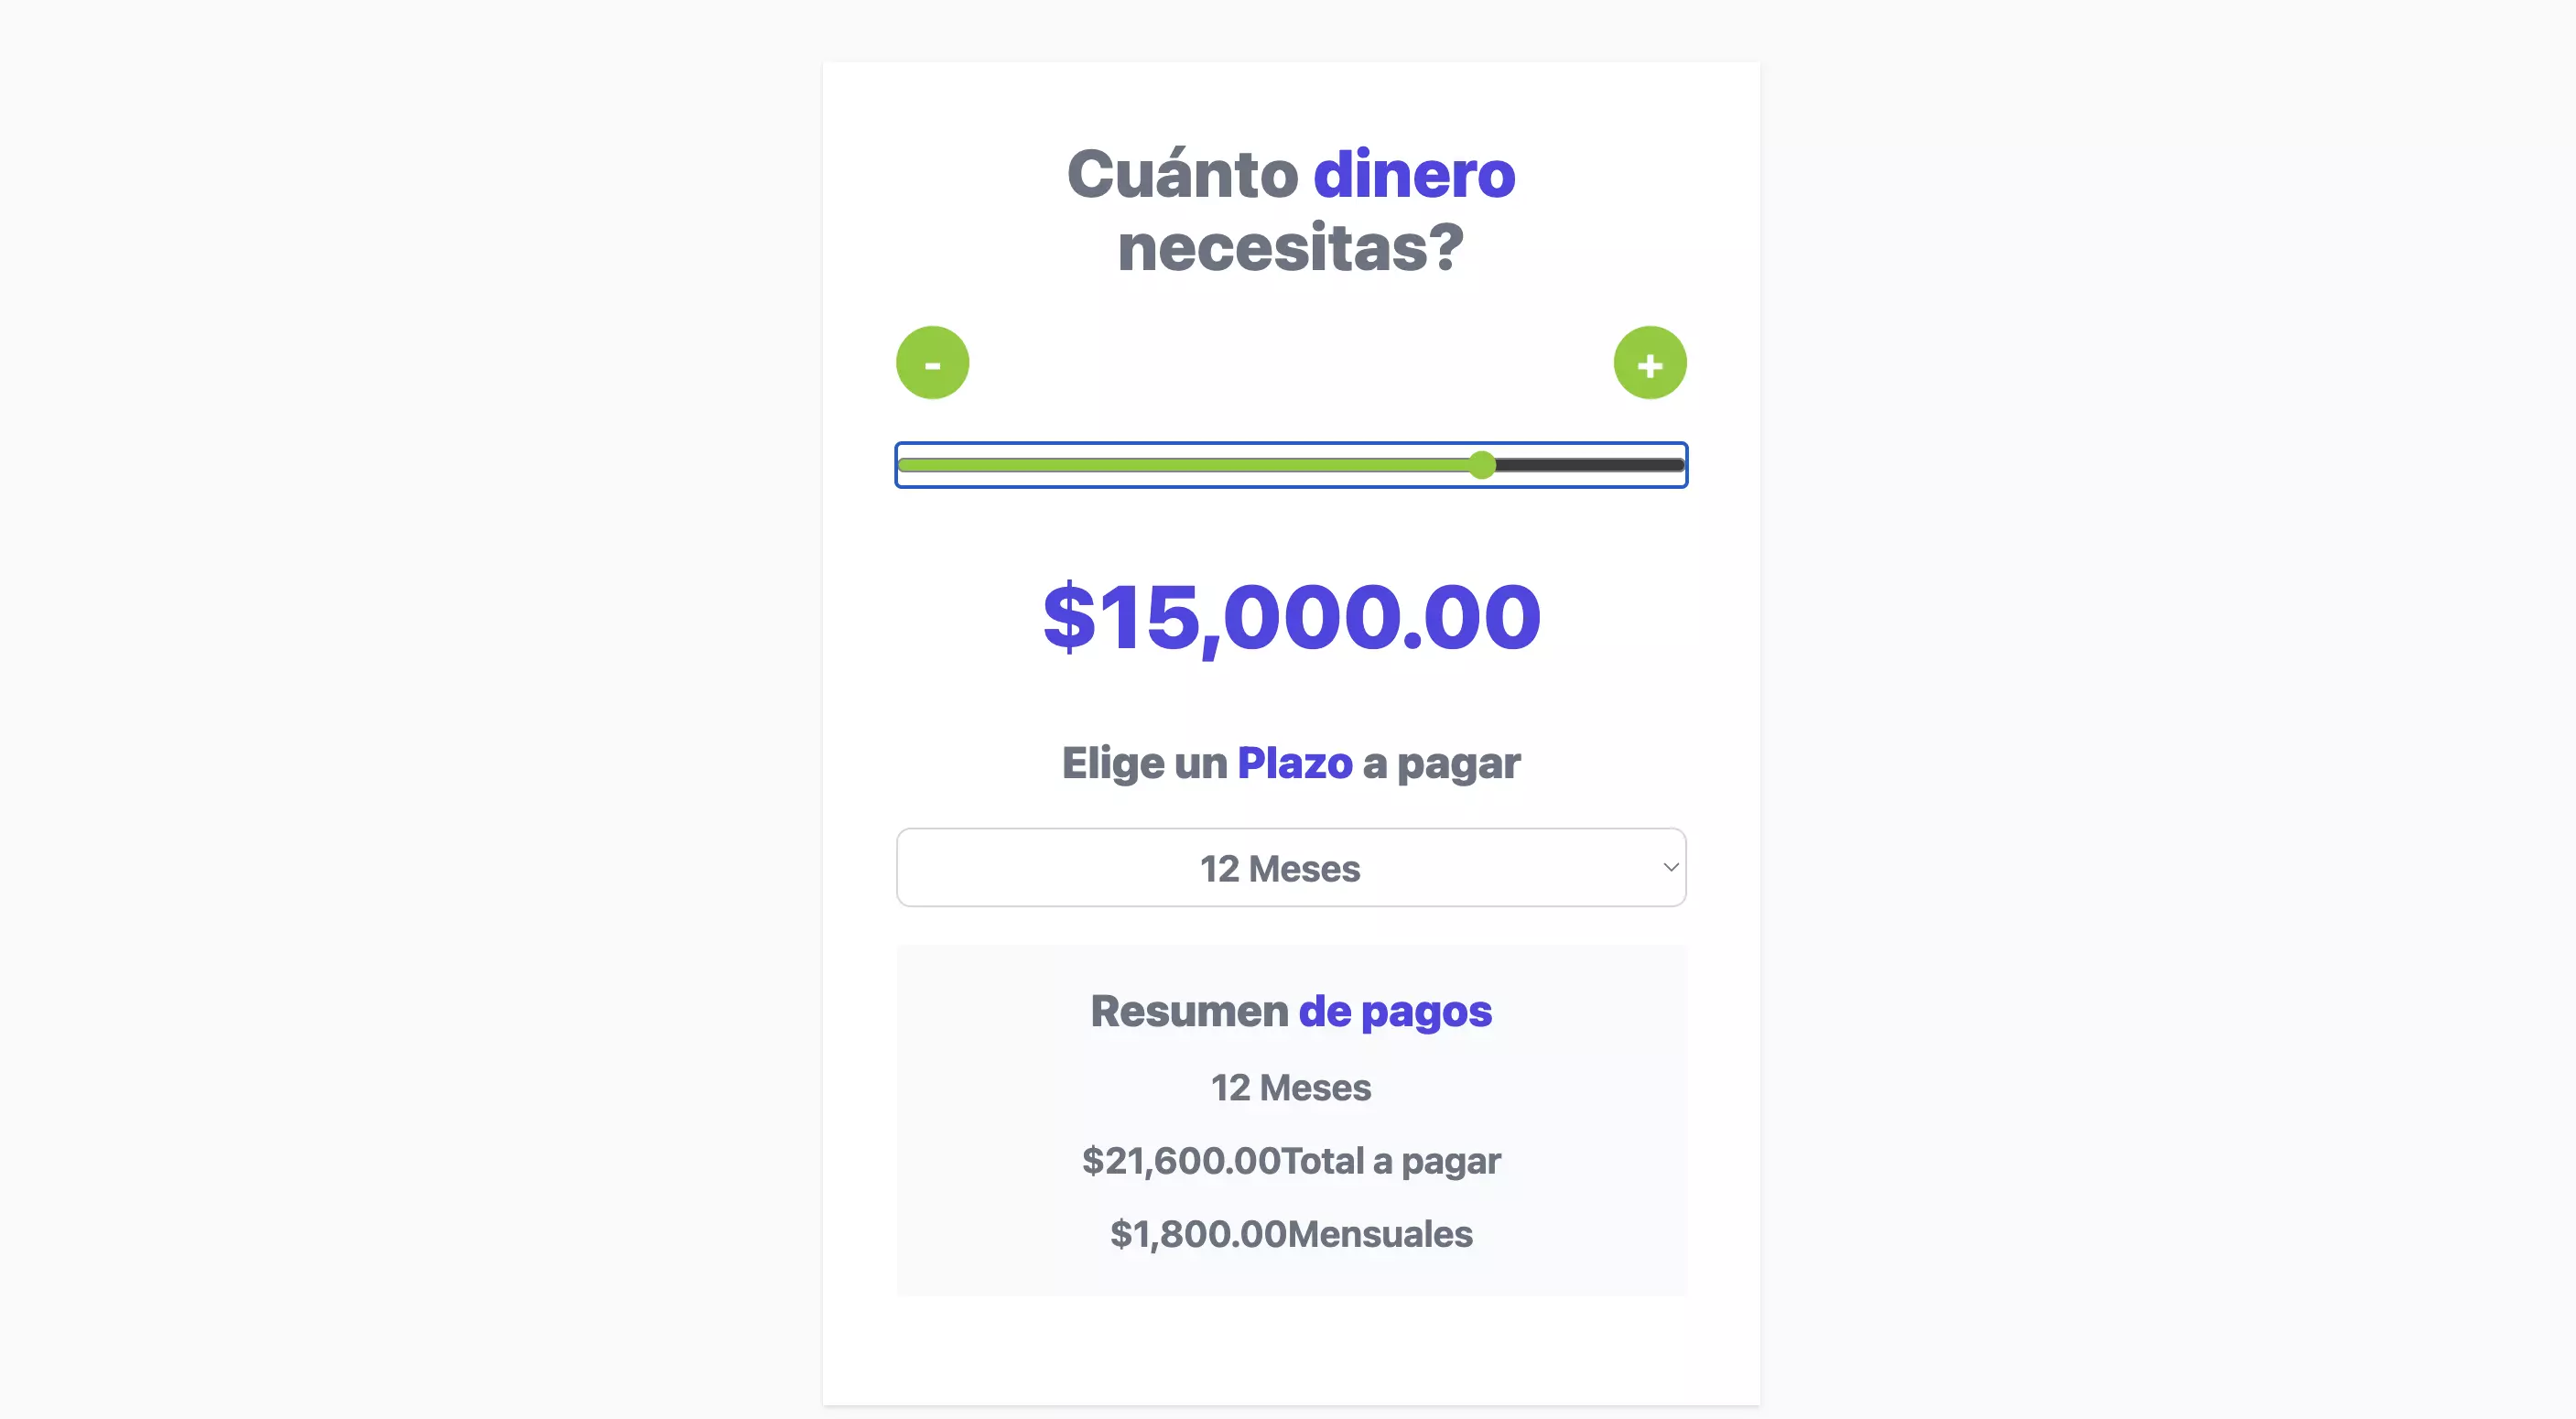 Cuánto dinero
necesitas?
- +
$15,000.00
Elige un Plazo a pagar
12 Meses
Resumen de pagos
12 Meses
$21,600.00Total a pagar
$1,800.00Mensuales